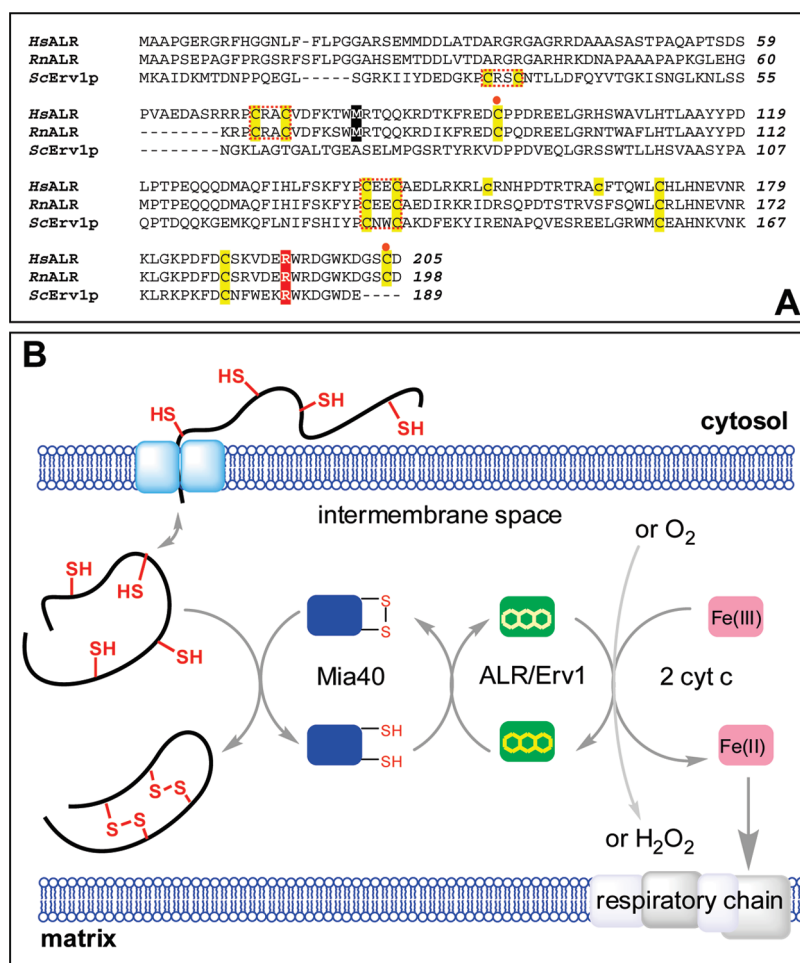 HsALR MAAPGERGRFHGGNLF-FLPGGARSEMMDDLATDARGRGAGRRDAAASASTPAQAPTSDS 59
RnALR MAAPSEPAGFPRGSRFSFLPGGAHSEMTDDLVTDARGRGARHRKDNAPAAAPAPKGLEHG 60
ScErv1p MKAIDKMTDNPPQEGL-----SGRKIIYDEDGKPCRSCNTLLDFQYVTGKISNGLKNLSS 55
HsALR PVAEDASRRRPCRACVDFKTWMRTQQKRDTKFREDCPPDREELGRHSWAVLHTLAAYYPD 119
RnALR --------KRPCRACVDFKSWMRTQQKRDIKFREDCPQDREELGRNTWAFLHTLAAYYPD 112
ScErv1p --------NGKLAGTGALTGEASELMPGSRTYRKVDPPDVEQLGRSSWTLLHSVAASYPA 107
HsALR LPTPEQQQDMAQFIHLFSKFYPCEECAEDLRKRLCRNHPDTRTRACFTQWLCHLHNEVNR 179
RnALR MPTPEQQQDMAQFIHIFSKFYPCEECAEDIRKRIDRSQPDTSTRVSFSQWLCRLHNEVNR 172
ScErv1p QPTDQQKGEMKQFLNIFSHIYPCNWCAKDFEKYIRENAPQVESREELGRWMCEAHNKVNK 167
HsALR KLGKPDFDCSKVDERWRDGWKDGSCD 205
RnALR KLGKPDFDCSRVDERWRDGWKDGSCD 198
ScErv1p KLRKPKFDCNFWEKRWKDGWDE---- 189
A
B
HS
SH
HS
SH
cytosol
intermembrane space
or O2
SH
HS
SH
SH
S
S
Fe(III)
Mia40
ALR/Erv1
2 cyt c
SH
SH
Fe(II)
S-S
S-S
or H2O2
respiratory chain
matrix